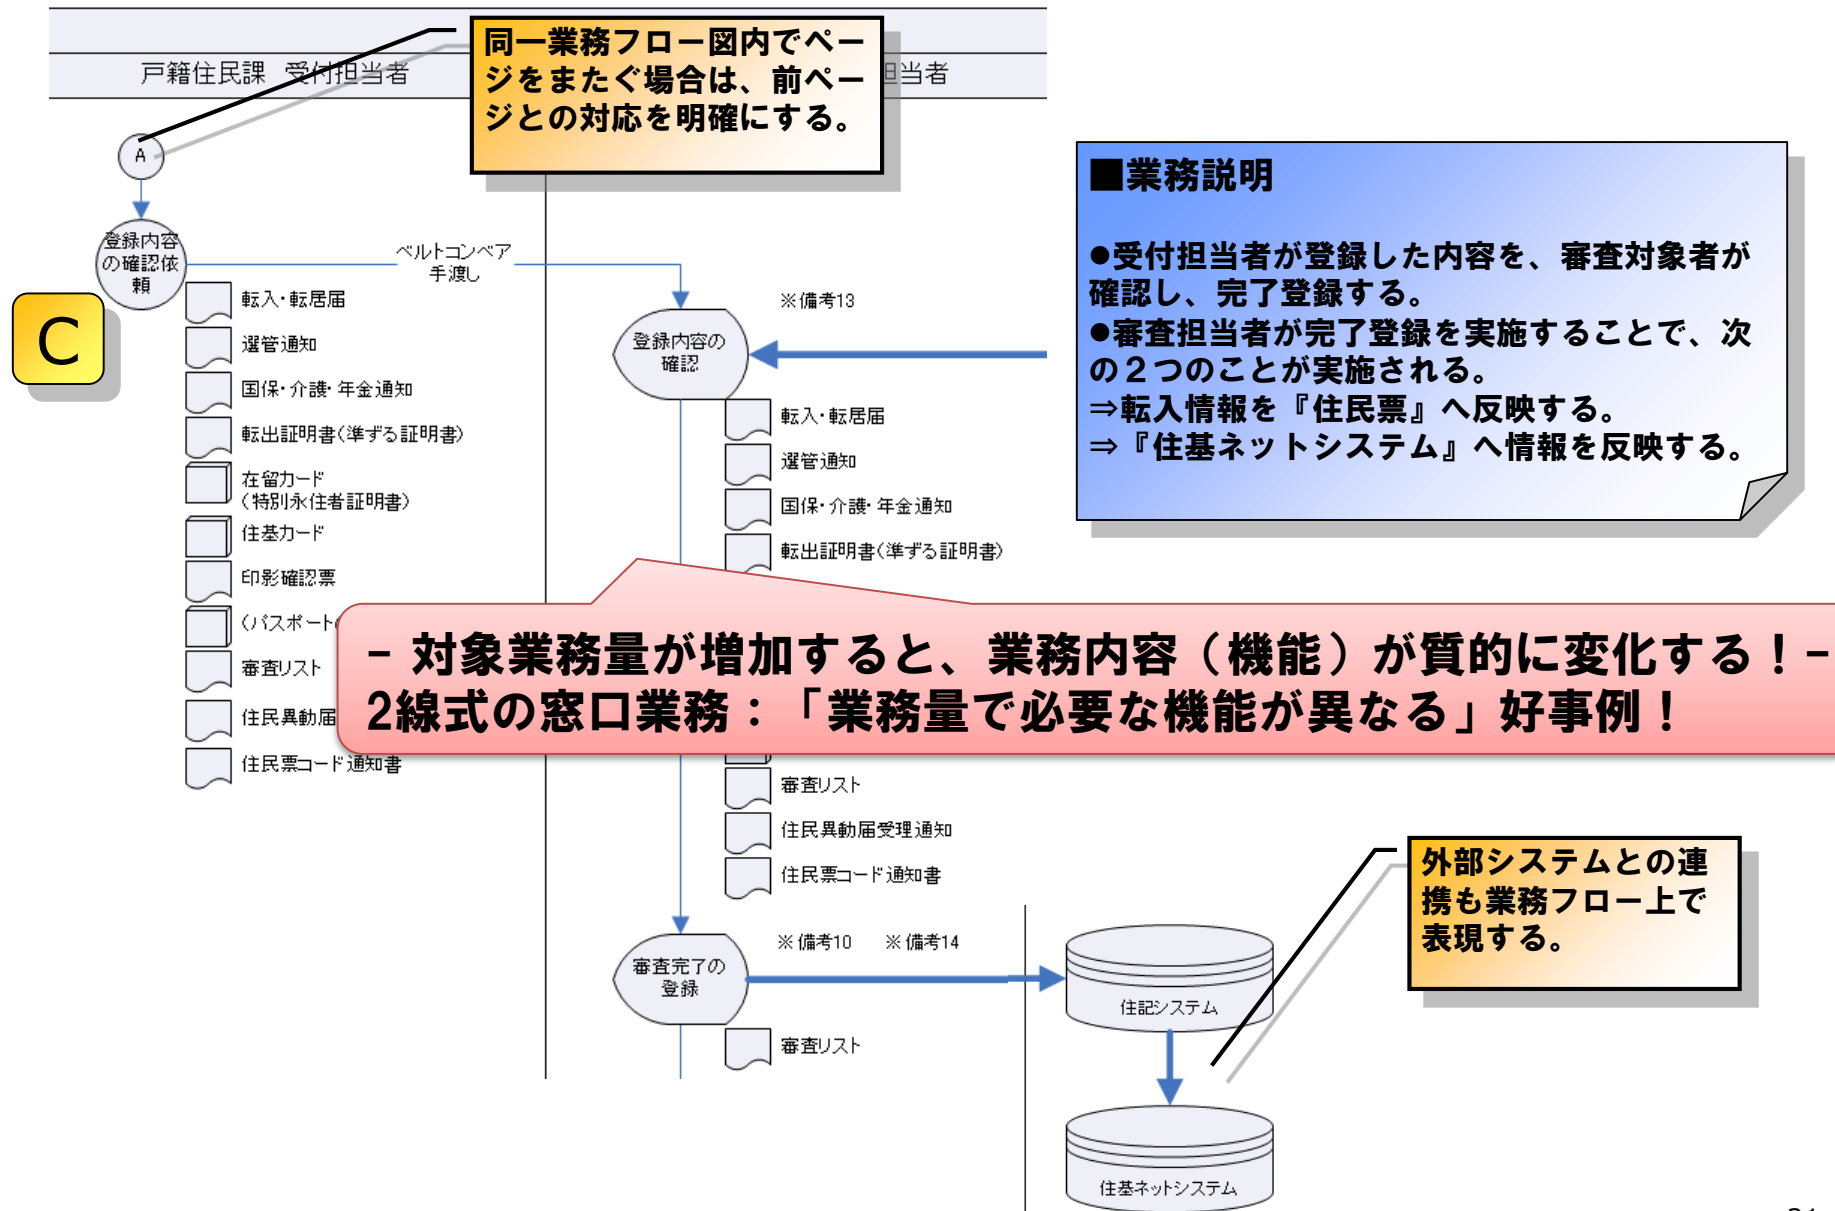 同一業務フロー図内でペー
ジをまたぐ場合は、前ペー
ジとの対応を明確にする。
戸籍住民課 受付担当者
当者
A
登録内容
の確認依
頼
C
ベルトコンベア
手渡し
転入・転居届
選管通知
国保・介護・年金通知
転出証明書(準ずる証明書)
在留カード
(特別永住者証明書)
住基カード
印影確認票
(パスポート
審査リスト
住民異動届
住民票コード通知書
※備考13
登録内容の
確認
転入・転居届
選管通知
国保・介護・年金通知
転出証明書(準ずる証明書)
■業務説明
●受付担当者が登録した内容を、審査対象者が
確認し、完了登録する。
●審査担当者が完了登録を実施することで、次
の２つのことが実施される。
⇒転入情報を『住民票』へ反映する。
⇒『住基ネットシステム』へ情報を反映する。
- 対象業務量が増加すると、業務内容（機能）が質的に変化する！-
2線式の窓口業務：「業務量で必要な機能が異なる」好事例！
審査リスト
住民異動届受理通知
住民票コード通知書
※備考10 ※備考14
審査完了の
登録
審査リスト
住記システム
住基ネットシステム
外部システムとの連
携も業務フロー上で
表現する。